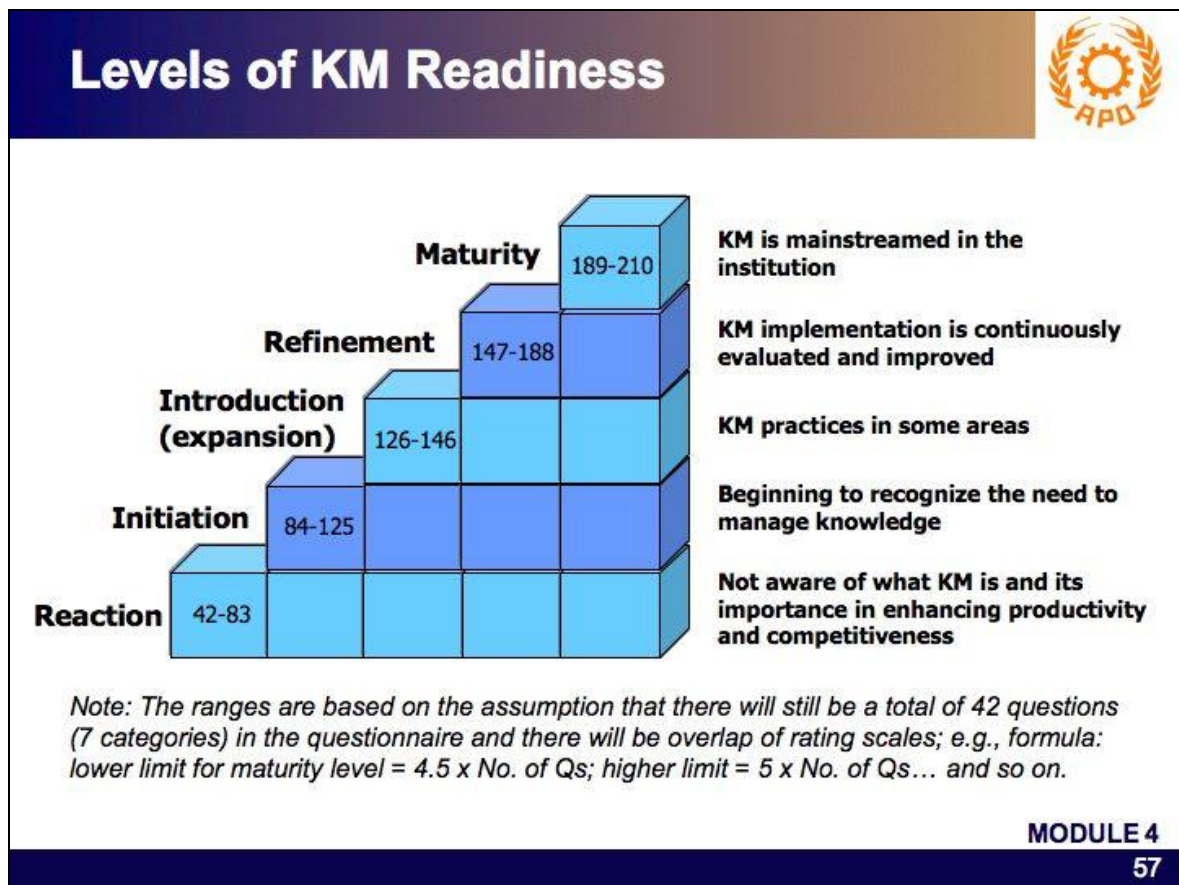 Levels of KM Readiness
APO
Maturity
189-210
KM is mainstreamed in the
institution
Refinement
147-188
KM implementation is continuously
evaluated and improved
Introduction
(expansion)
126-146
KM practices in some areas
Initiation
84-125
Beginning to recognize the need to
manage knowledge
Reaction
42-83
Not aware of what KM is and its
importance in enhancing productivity
and competitiveness
Note: The ranges are based on the assumption that there will still be a total of 42 questions
(7 categories) in the questionnaire and there will be overlap of rating scales; e.g., formula:
lower limit for maturity level = 4.5 x No. of Qs; higher limit = 5 x No. of Qs… and so on.
MODULE 4
57